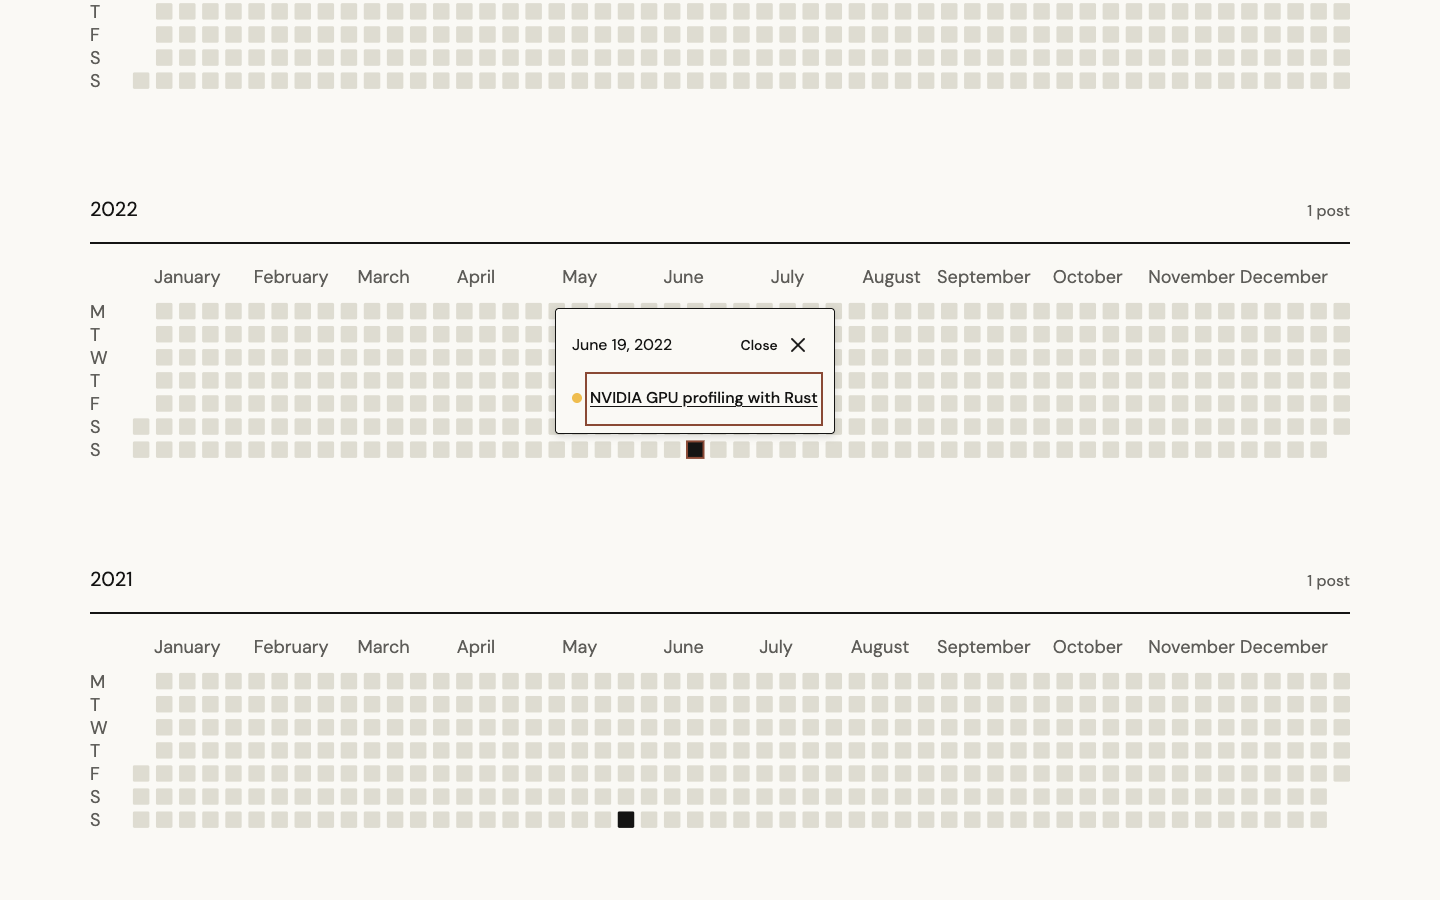 T
F
S
S
2022
1 post
January February March April May June July August September October November December
M
T
W
T
F
S
S
June 19, 2022
Close
NVIDIA GPU profiling with Rust
2021
1 post
January February March April May June July August September October November December
M
T
W
T
F
S
S